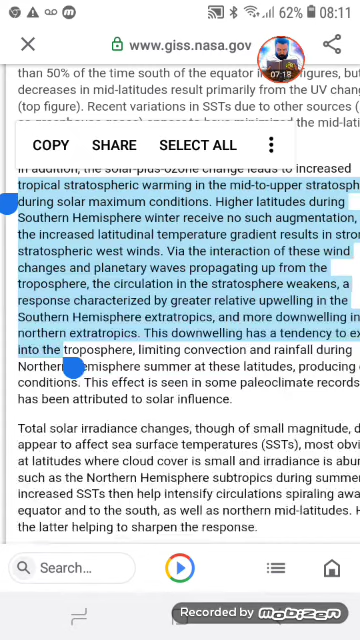 62% 08:11
www.giss.nasa.gov
07:18
than 50% of the time south of the equator in figures, but
decreases in mid-latitudes result primarily from the UV chan
(top figure). Recent variations in SSTs due to other sources (
COPY SHARE SELECT ALL
In addition, the solar-plus-ozone change leads to increased
tropical stratospheric warming in the mid-to-upper stratosph
during solar maximum conditions. Higher latitudes during
Southern Hemisphere winter receive no such augmentation,
the increased latitudinal temperature gradient results in stron
stratospheric west winds. Via the interaction of these wind
changes and planetary waves propagating up from the
troposphere, the circulation in the stratosphere weakens, a
response characterized by greater relative upwelling in the
Southern Hemisphere extratropics, and more downwelling in
northern extratropics. This downwelling has a tendency to ex
into the troposphere, limiting convection and rainfall during
Northern Hemisphere summer at these latitudes, producing
conditions. This effect is seen in some paleoclimate records
has been attributed to solar influence.
Total solar irradiance changes, though of small magnitude, d
appear to affect sea surface temperatures (SSTs), most obvi
at latitudes where cloud cover is small and irradiance is abun
such as the Northern Hemisphere subtropics during summer
increased SSTs then help intensify circulations spiraling awa
equator and to the south, as well as northern mid-latitudes. H
the latter helping to sharpen the response.
Search...
Recorded by mobizen